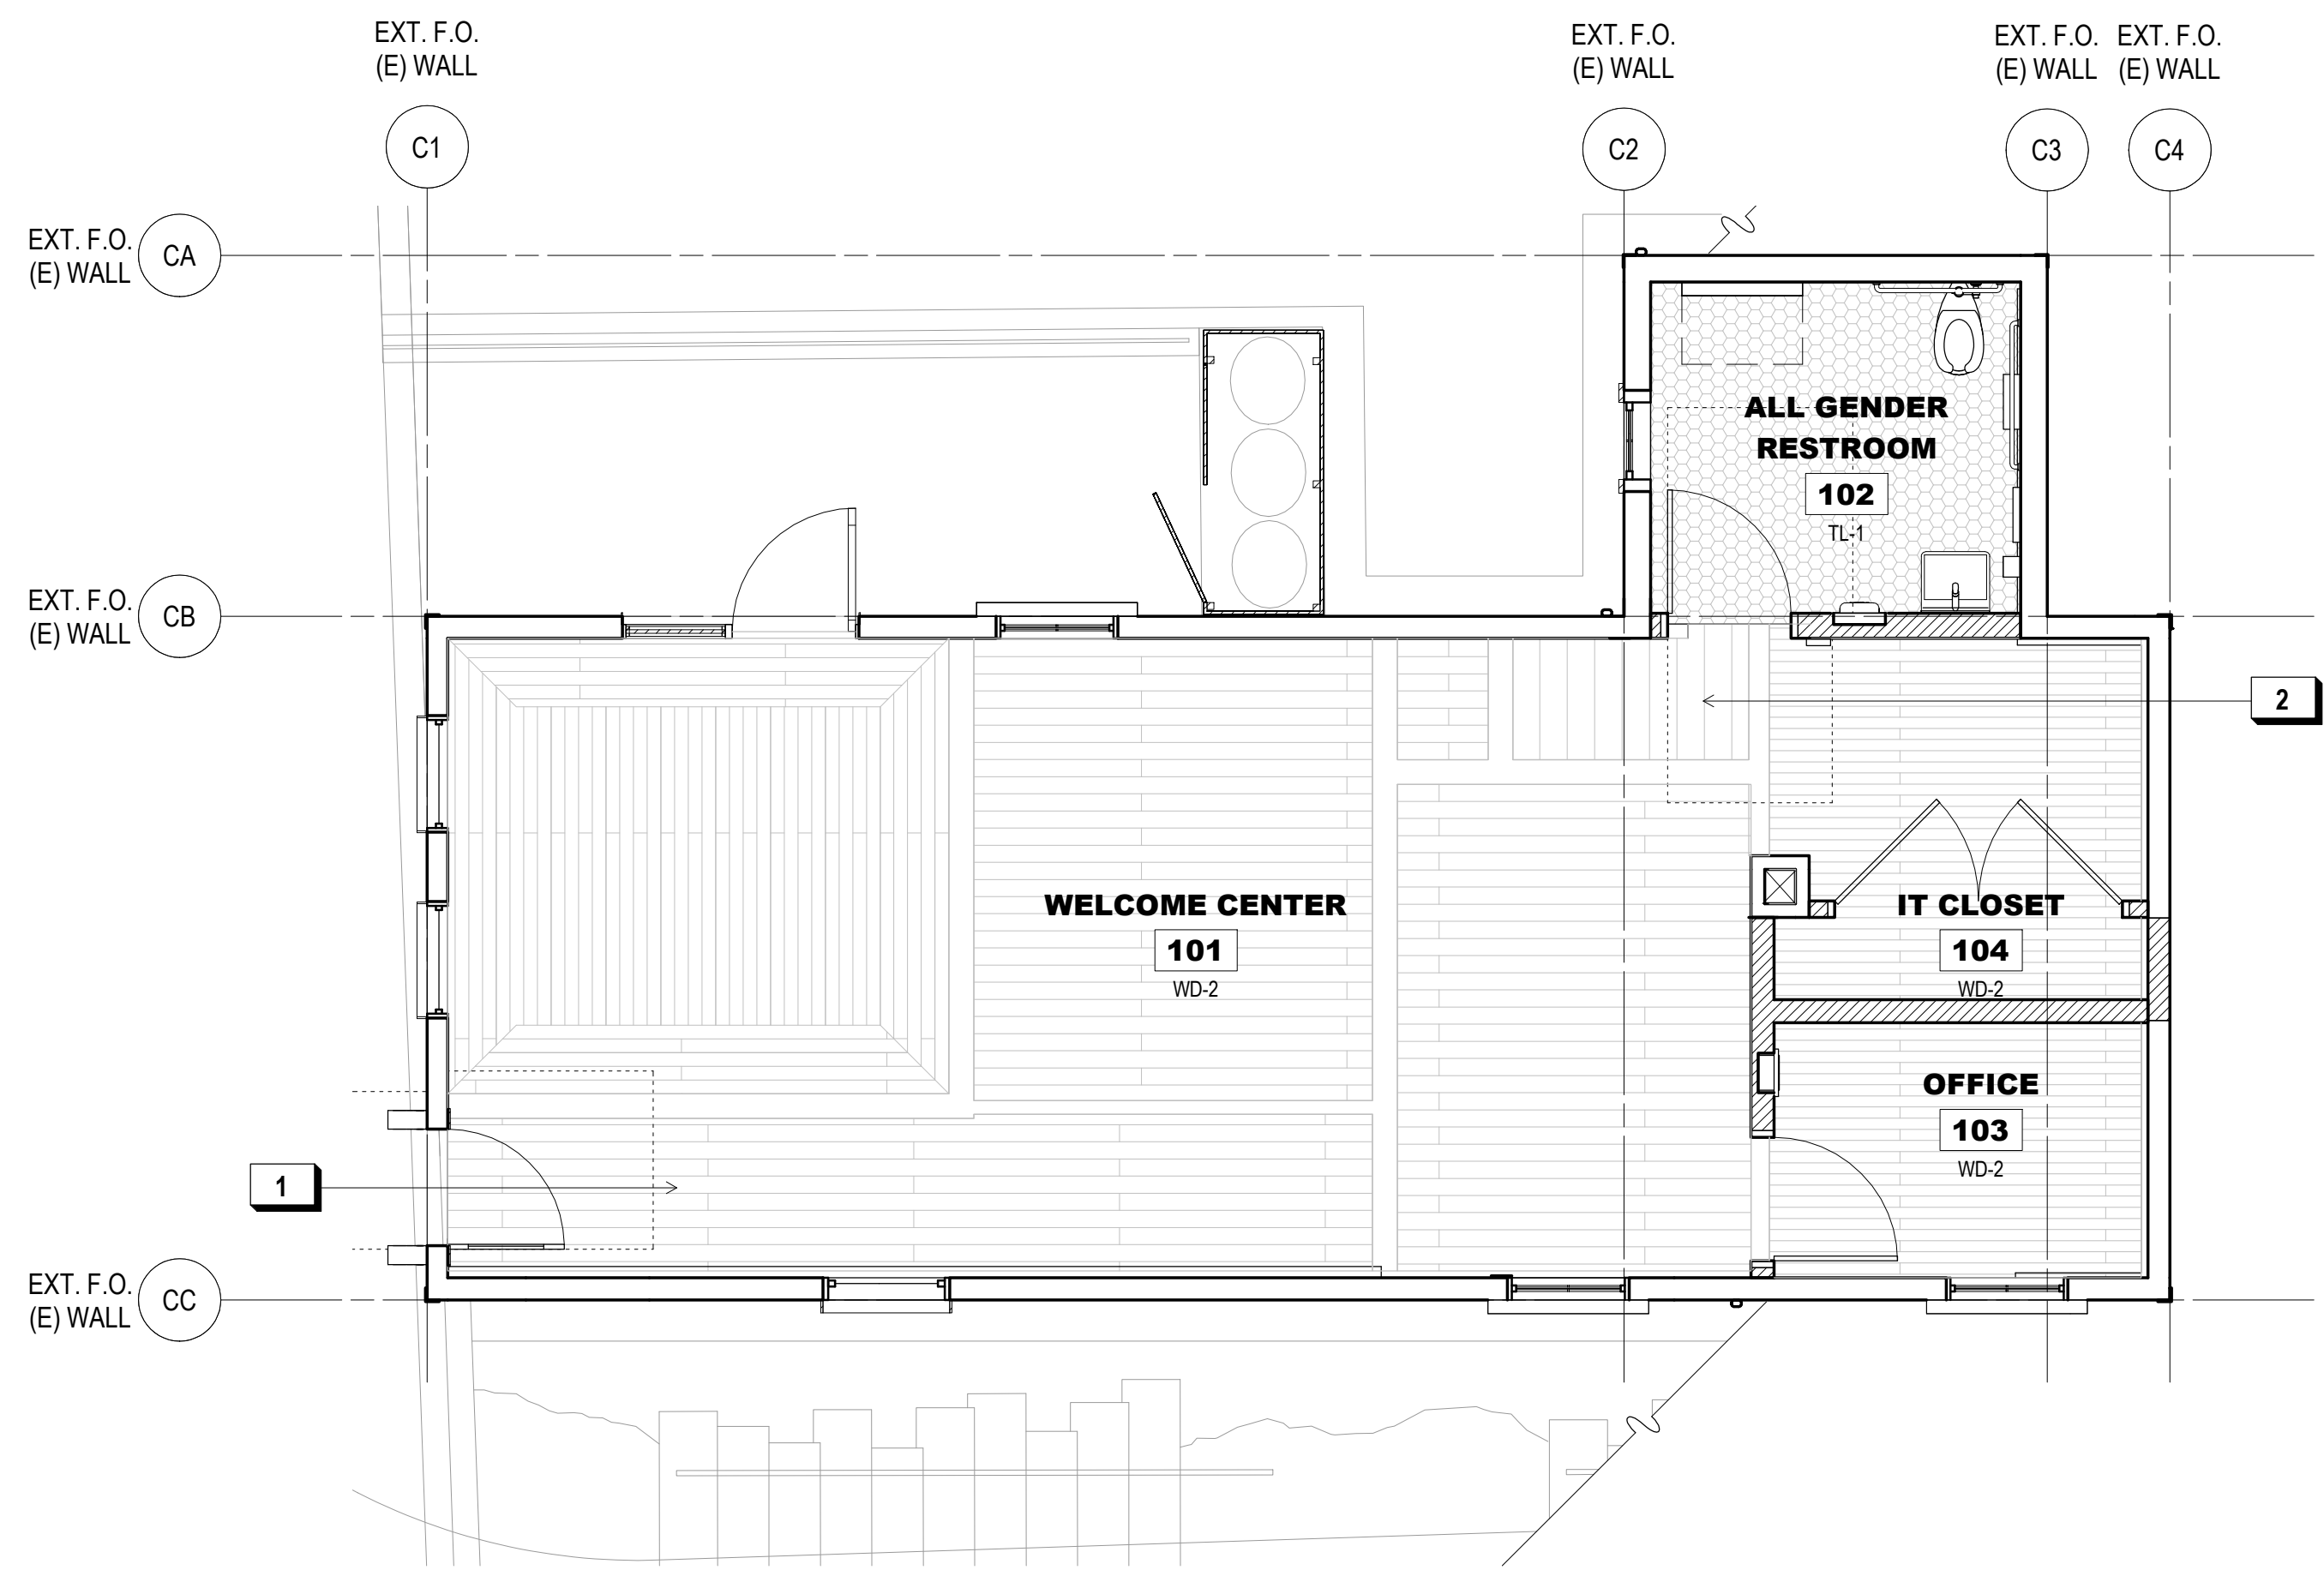 EXT. F.O.
(E) WALL
EXT. F.O.
(E) WALL
EXT. F.O.
(E) WALL
EXT. F.O.
(E) WALL
C1
C2
C3
C4
EXT. F.O.
(E) WALL
CA
ALL GENDER
RESTROOM
102
TL-1
EXT. F.O.
(E) WALL
CB
2
WELCOME CENTER
101
WD-2
IT CLOSET
104
WD-2
OFFICE
103
WD-2
1
EXT. F.O.
(E) WALL
CC